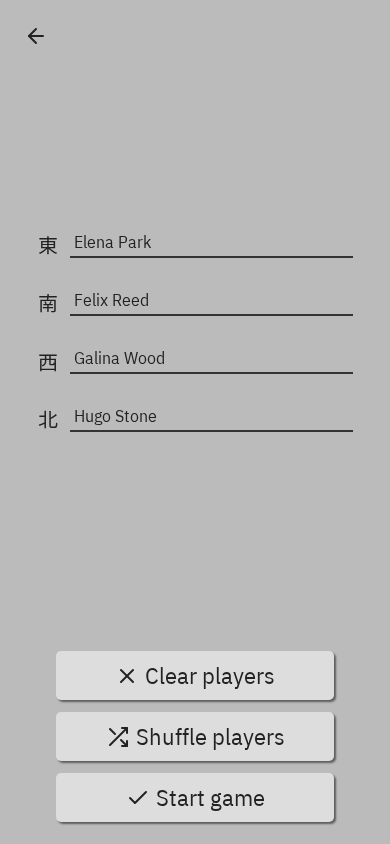 東 Elena Park
南 Felix Reed
西 Galina Wood
北 Hugo Stone
Clear players
Shuffle players
Start game